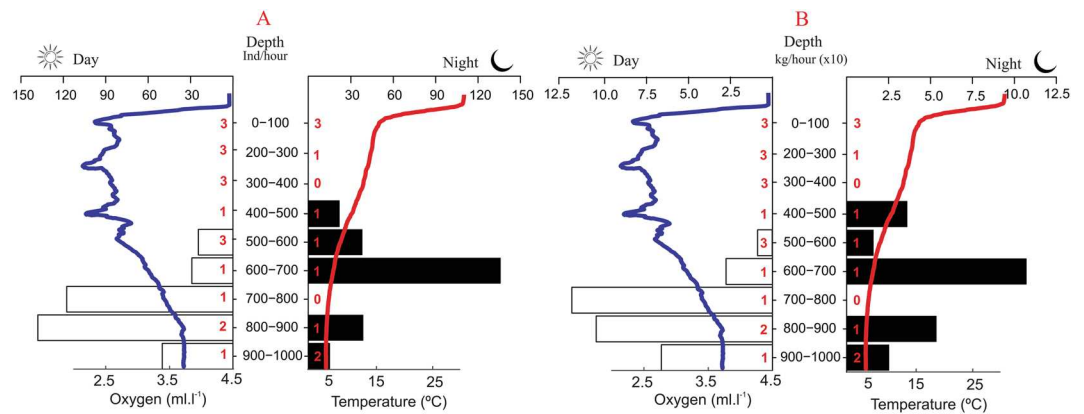 A
B
Day
Depth
Ind/hour
Night
Day
Depth
kg/hour (x10)
Night
150 120 90 60 30
30 60 90 120 150
12.5 10.0 7.5 5.0 2.5
2.5 5.0 10.0 12.5
3 0−100 3
3 200−300 1
3 300−400 0
1 400−500 1
3 500−600 1
1 600−700 1
1 700−800 0
2 800−900 1
1 900−1000 2
3 0−100 3
3 200−300 1
3 300−400 0
1 400−500 1
3 500−600 1
1 600−700 1
1 700−800 0
2 800−900 1
1 900−1000 2
2.5 3.5 4.5
5 15 25
2.5 3.5 4.5
5 15 25
Oxygen (ml.l⁻¹)
Temperature (ºC)
Oxygen (ml.l⁻¹)
Temperature (ºC)